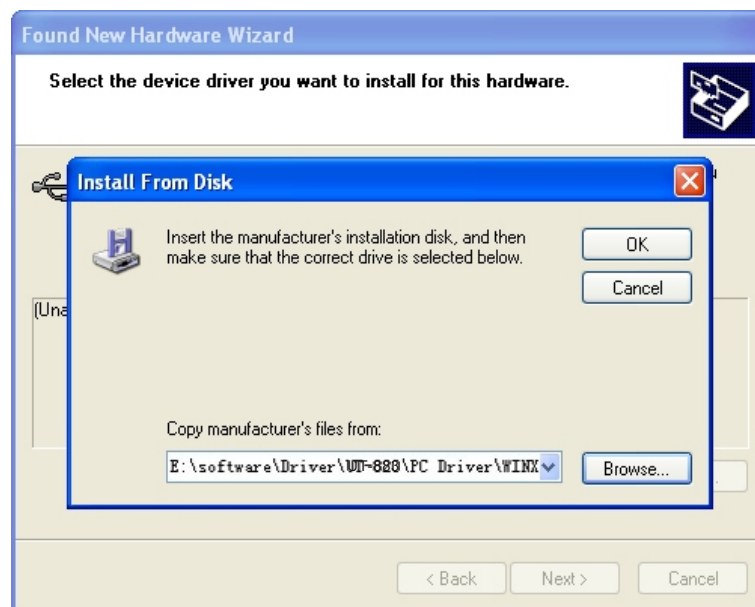 Found New Hardware Wizard
Select the device driver you want to install for this hardware.
Install From Disk
Insert the manufacturer's installation disk, and then
make sure that the correct drive is selected below.
OK
Cancel
(Una
Copy manufacturer's files from:
E:\software\Driver\UT-880\PC Driver\WINX
Browse...
< Back
Next >
Cancel